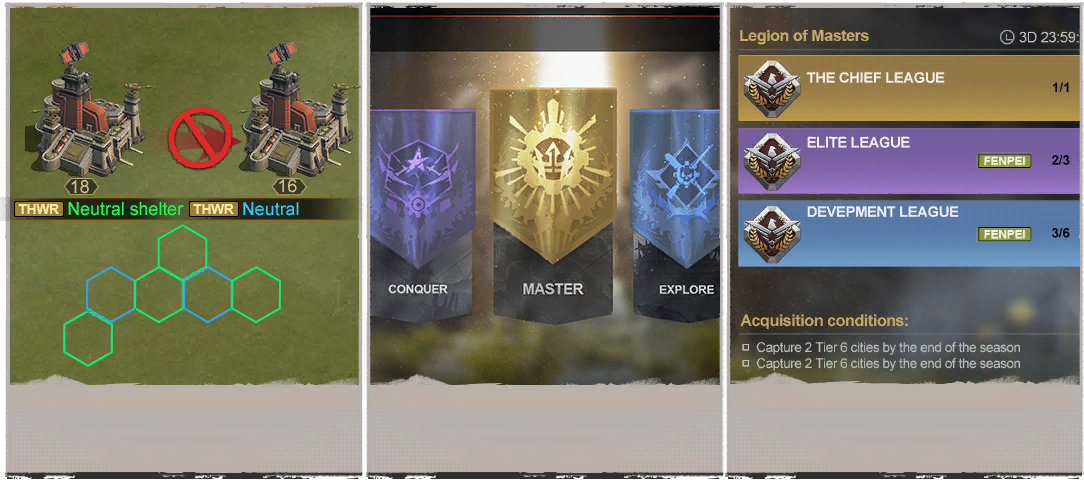 18
16
THWR Neutral shelter THWR Neutral
CONQUER
MASTER
EXPLORE
Legion of Masters
3D 23:59:
THE CHIEF LEAGUE
1/1
ELITE LEAGUE
FENPEI 2/3
DEVEPMENT LEAGUE
FENPEI 3/6
Acquisition conditions:
Capture 2 Tier 6 cities by the end of the season
Capture 2 Tier 6 cities by the end of the season